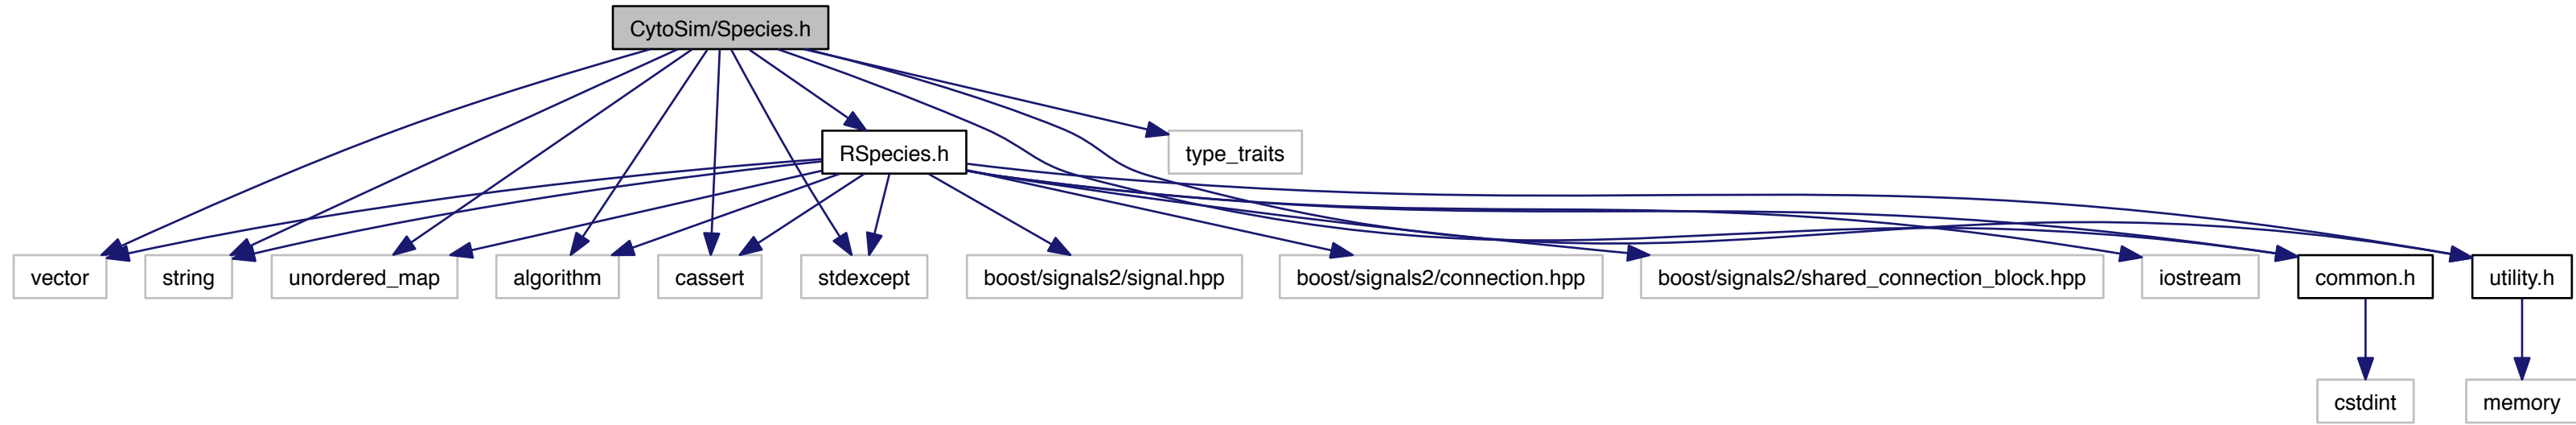 CytoSim/Species.h
RSpecies.h
type_traits
vector
string
unordered_map
algorithm
cassert
stdexcept
boost/signals2/signal.hpp
boost/signals2/connection.hpp
boost/signals2/shared_connection_block.hpp
iostream
common.h
utility.h
cstdint
memory